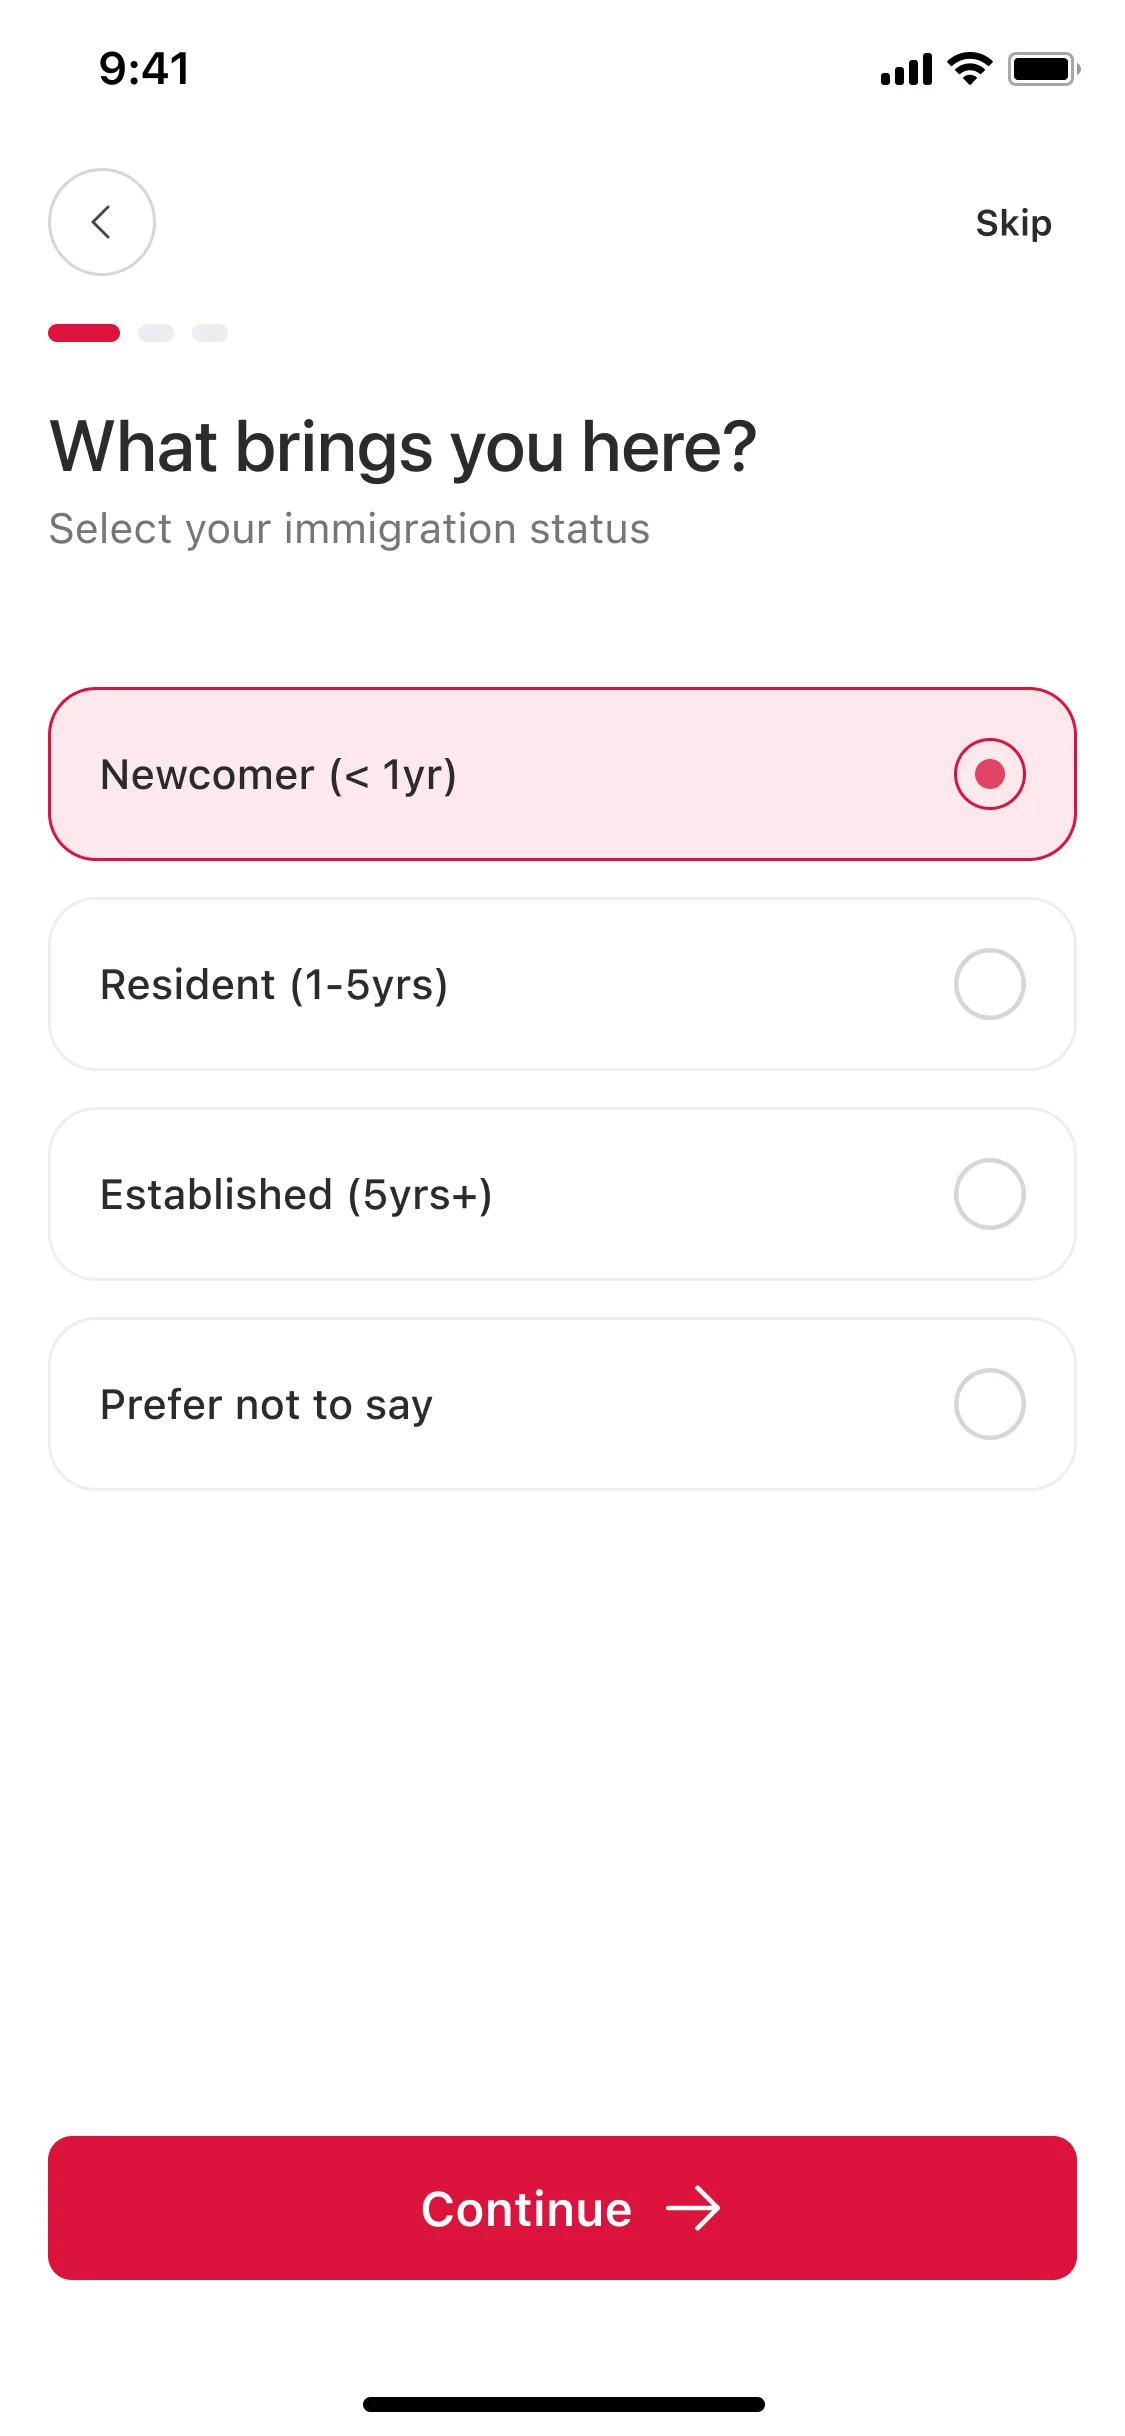 9:41
Skip
What brings you here?
Select your immigration status
Newcomer (< 1yr)
Resident (1-5yrs)
Established (5yrs+)
Prefer not to say
Continue